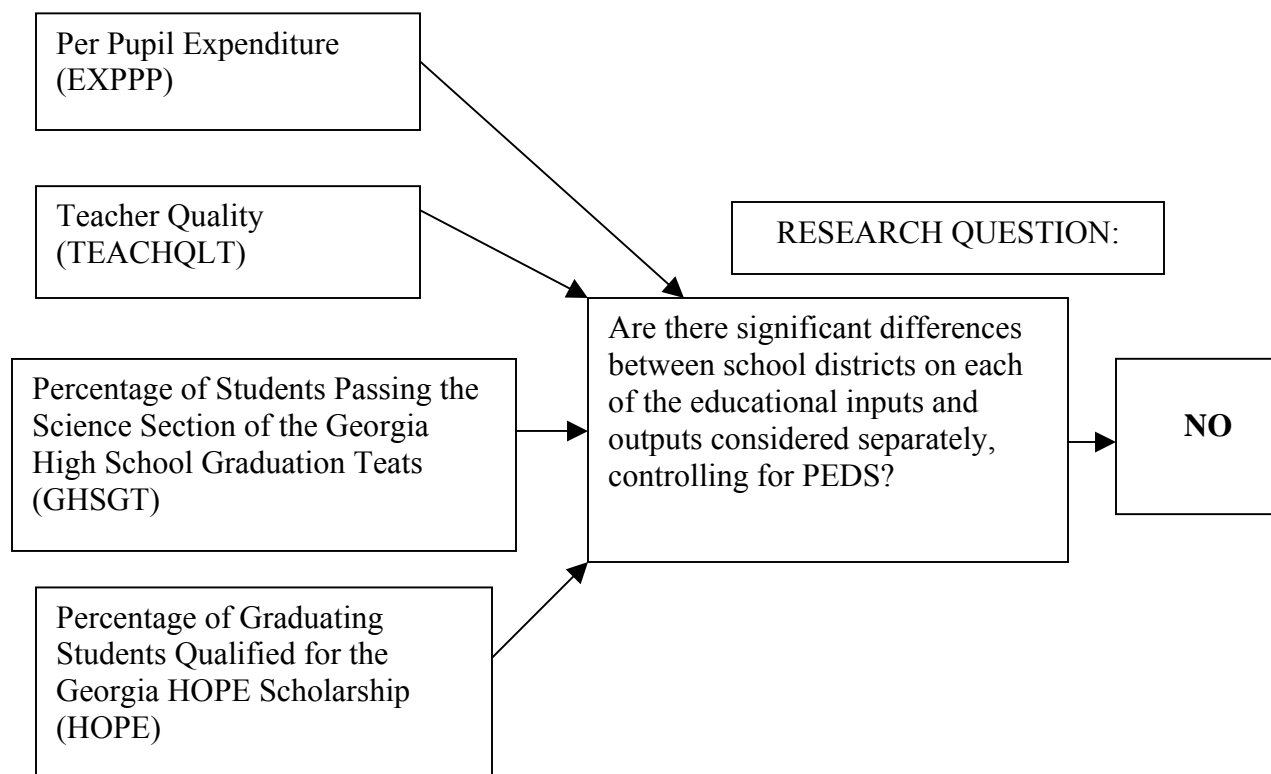 Per Pupil Expenditure
(EXPPP)
Teacher Quality
(TEACHQLT)
RESEARCH QUESTION:
Percentage of Students Passing the
Science Section of the Georgia
High School Graduation Teats
(GHSGT)
Are there significant differences
between school districts on each
of the educational inputs and
outputs considered separately,
controlling for PEDS?
NO
Percentage of Graduating
Students Qualified for the
Georgia HOPE Scholarship
(HOPE)